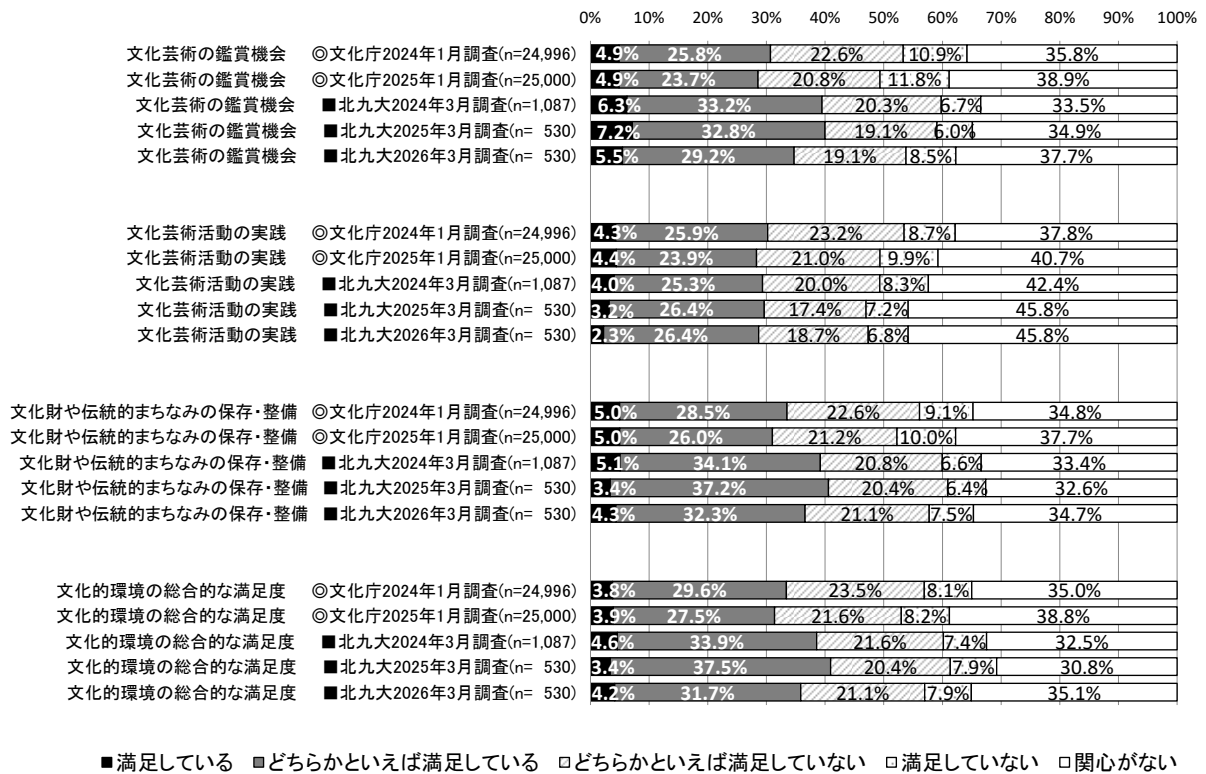 0% 10% 20% 30% 40% 50% 60% 70% 80% 90% 100%
文化芸術の鑑賞機会 ◎文化庁2024年1月調査(n=24,996) 4.9% 25.8% 22.6% 10.9% 35.8%
文化芸術の鑑賞機会 ◎文化庁2025年1月調査(n=25,000) 4.9% 23.7% 20.8% 11.8% 38.9%
文化芸術の鑑賞機会 ■北九大2024年3月調査(n=1,087) 6.3% 33.2% 20.3% 6.7% 33.5%
文化芸術の鑑賞機会 ■北九大2025年3月調査(n= 530) 7.2% 32.8% 19.1% 6.0% 34.9%
文化芸術の鑑賞機会 ■北九大2026年3月調査(n= 530) 5.5% 29.2% 19.1% 8.5% 37.7%
文化芸術活動の実践 ◎文化庁2024年1月調査(n=24,996) 4.3% 25.9% 23.2% 8.7% 37.8%
文化芸術活動の実践 ◎文化庁2025年1月調査(n=25,000) 4.4% 23.9% 21.0% 9.9% 40.7%
文化芸術活動の実践 ■北九大2024年3月調査(n=1,087) 4.0% 25.3% 20.0% 8.3% 42.4%
文化芸術活動の実践 ■北九大2025年3月調査(n= 530) 3.2% 26.4% 17.4% 7.2% 45.8%
文化芸術活動の実践 ■北九大2026年3月調査(n= 530) 2.3% 26.4% 18.7% 6.8% 45.8%
文化財や伝統的まちなみの保存・整備 ◎文化庁2024年1月調査(n=24,996) 5.0% 28.5% 22.6% 9.1% 34.8%
文化財や伝統的まちなみの保存・整備 ◎文化庁2025年1月調査(n=25,000) 5.0% 26.0% 21.2% 10.0% 37.7%
文化財や伝統的まちなみの保存・整備 ■北九大2024年3月調査(n=1,087) 5.1% 34.1% 20.8% 6.6% 33.4%
文化財や伝統的まちなみの保存・整備 ■北九大2025年3月調査(n= 530) 3.4% 37.2% 20.4% 6.4% 32.6%
文化財や伝統的まちなみの保存・整備 ■北九大2026年3月調査(n= 530) 4.3% 32.3% 21.1% 7.5% 34.7%
文化的環境の総合的な満足度 ◎文化庁2024年1月調査(n=24,996) 3.8% 29.6% 23.5% 8.1% 35.0%
文化的環境の総合的な満足度 ◎文化庁2025年1月調査(n=25,000) 3.9% 27.5% 21.6% 8.2% 38.8%
文化的環境の総合的な満足度 ■北九大2024年3月調査(n=1,087) 4.6% 33.9% 21.6% 7.4% 32.5%
文化的環境の総合的な満足度 ■北九大2025年3月調査(n= 530) 3.4% 37.5% 20.4% 7.9% 30.8%
文化的環境の総合的な満足度 ■北九大2026年3月調査(n= 530) 4.2% 31.7% 21.1% 7.9% 35.1%
満足している どちらかといえば満足している どちらかといえば満足していない 満足していない 関心がない